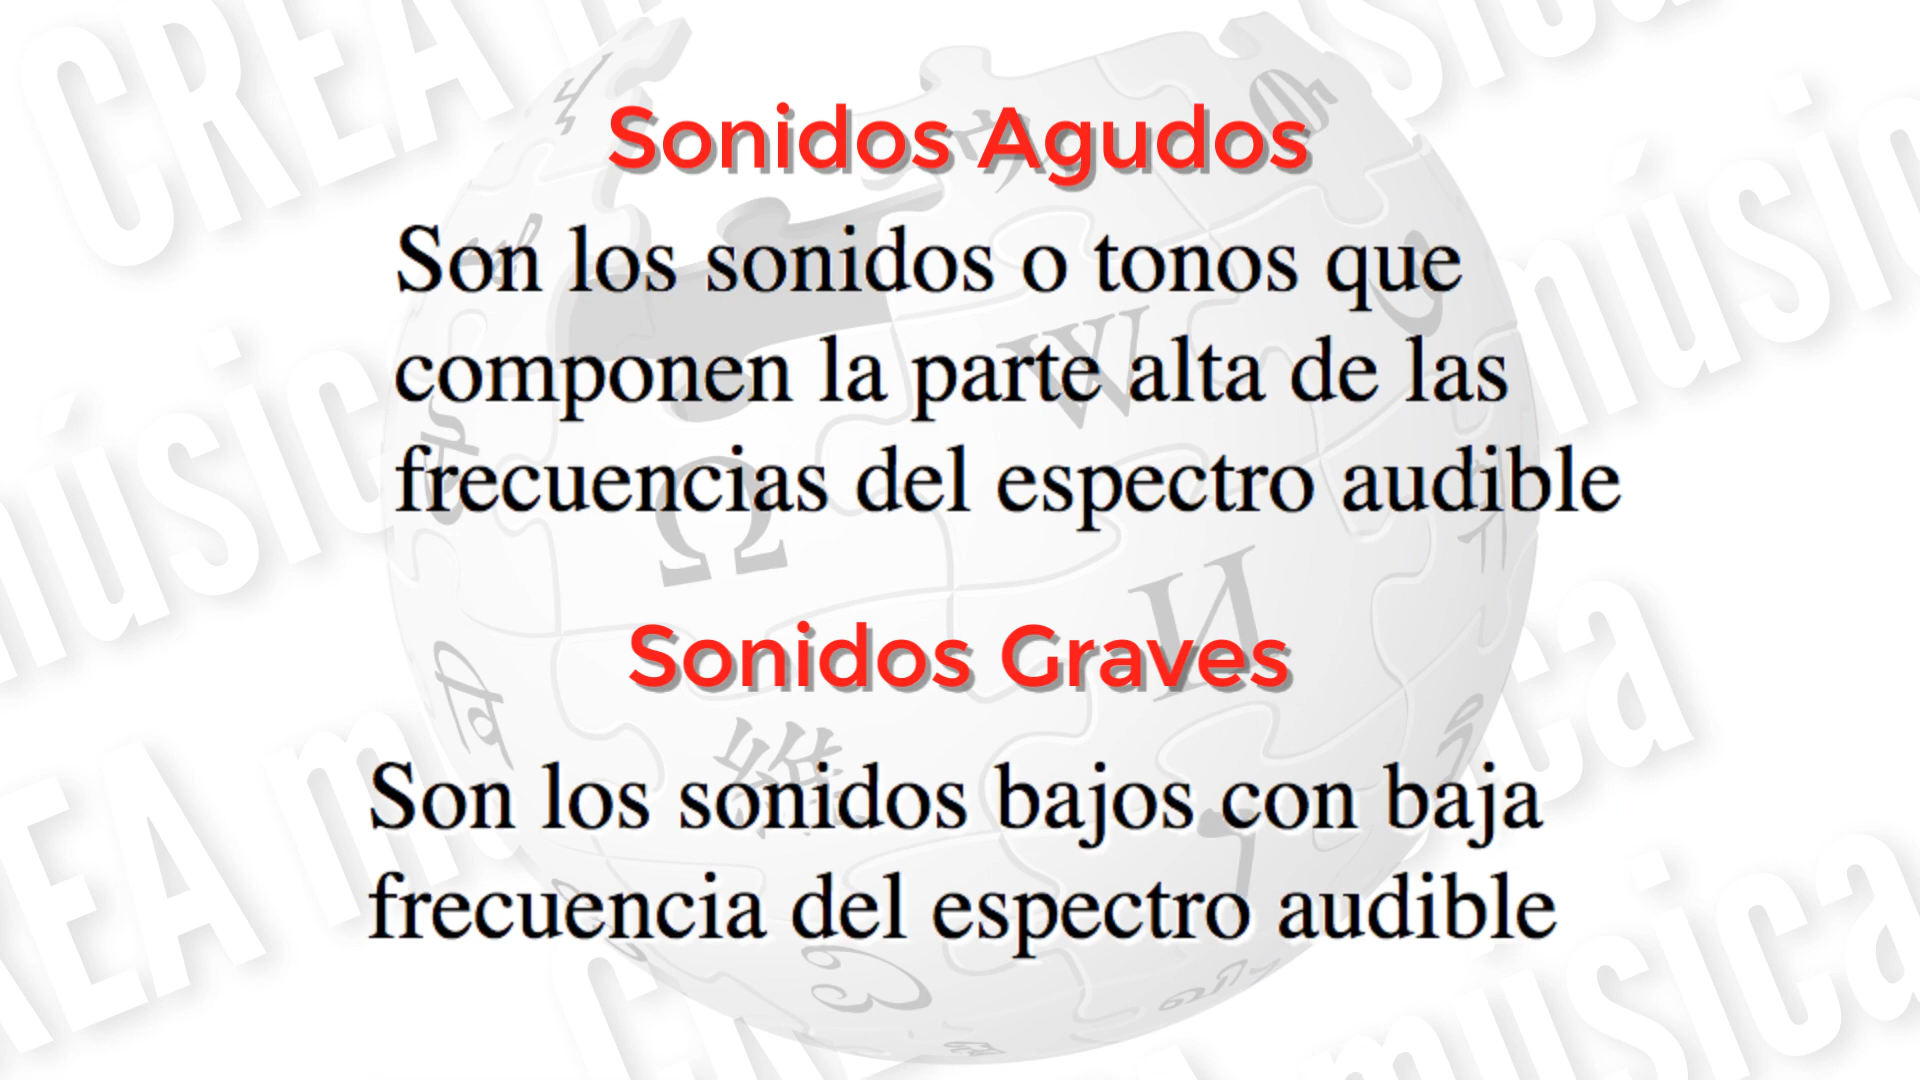 Sonidos Agudos
Son los sonidos o tonos que
componen la parte alta de las
frecuencias del espectro audible
Sonidos Graves
Son los sonidos bajos con baja
frecuencia del espectro audible